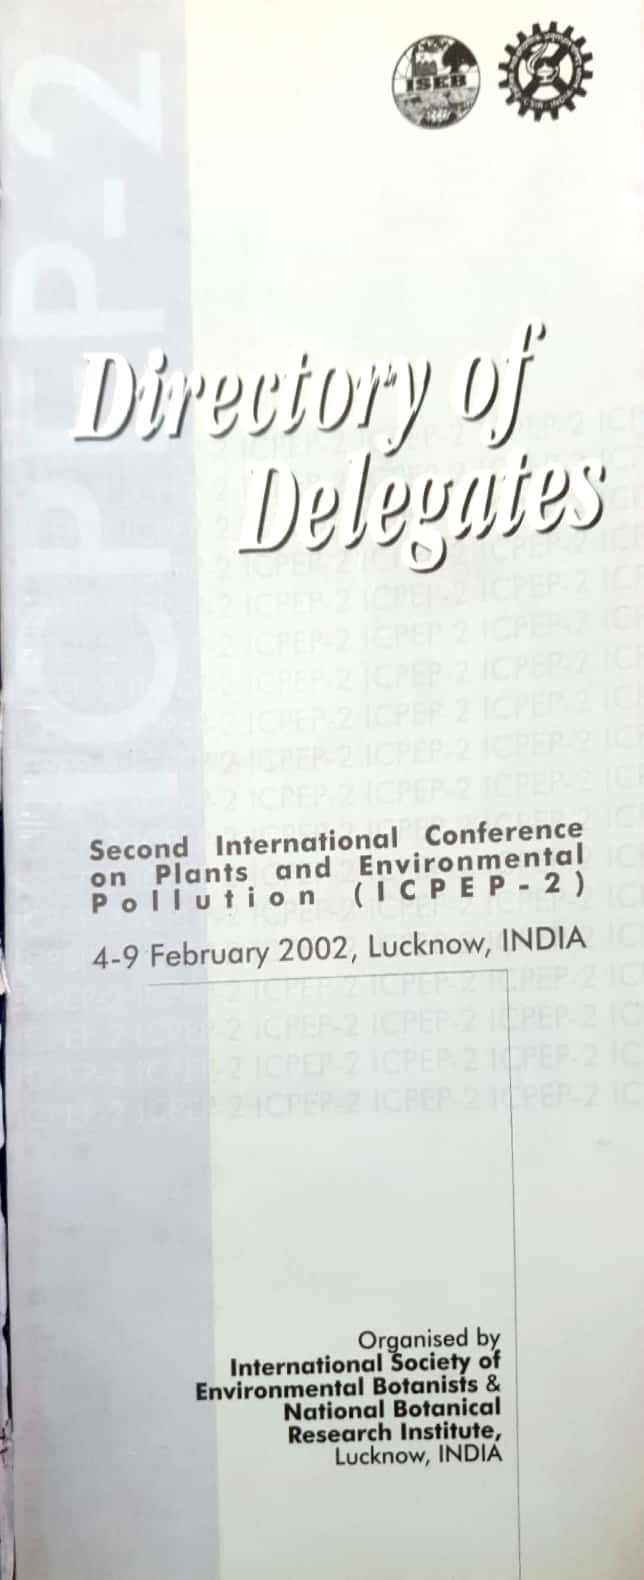 ISEB
ICPEP-2
Directory of
Delegates
Second International Conference
on Plants and Environmental
Pollution (ICPEP-2)
4-9 February 2002, Lucknow, INDIA
Organised by
International Society of
Environmental Botanists &
National Botanical
Research Institute,
Lucknow, INDIA